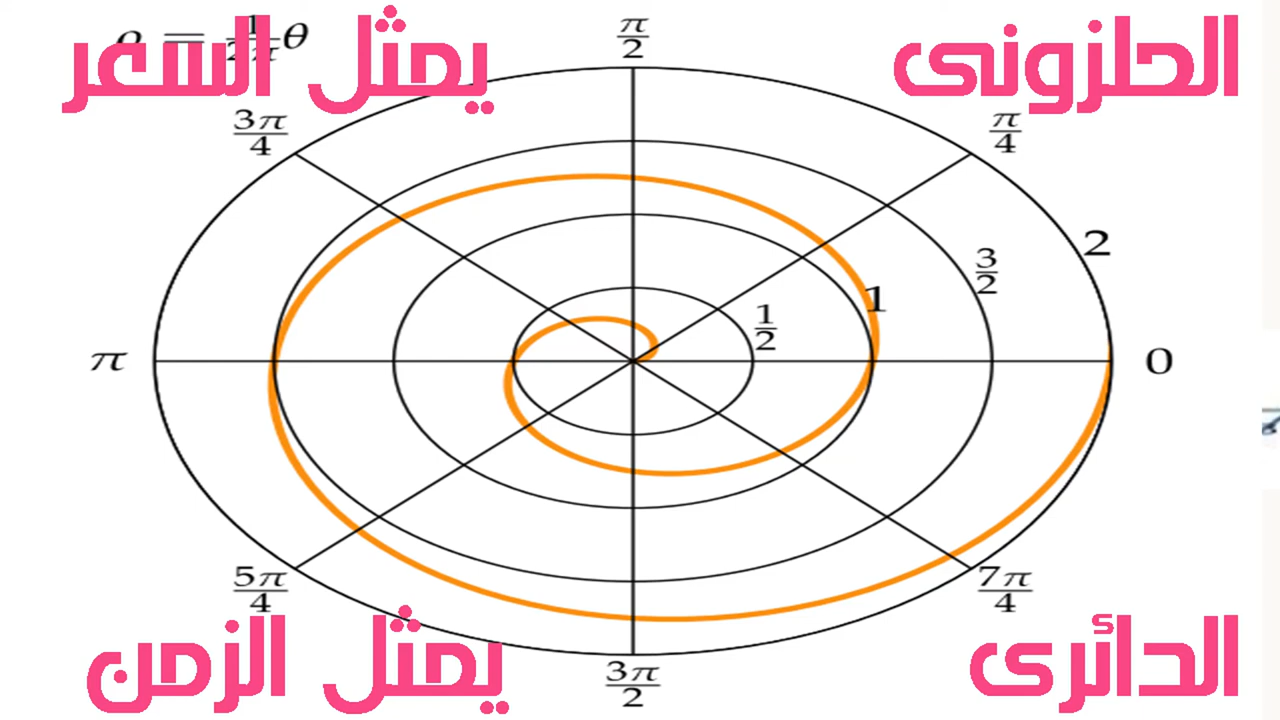 الحلزونى يمثل السعر
π/2
3π/4
π/4
2
3/2
1
1/2
π
0
5π/4
7π/4
3π/2
الدائرى يمثل الزمن